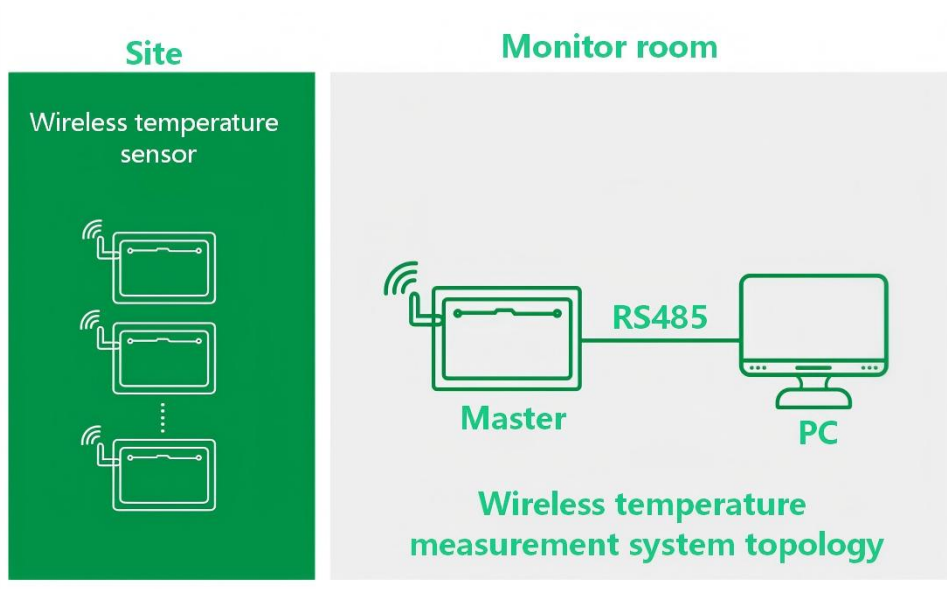 Site
Monitor room
Wireless temperature
sensor
RS485
Master
PC
Wireless temperature
measurement system topology